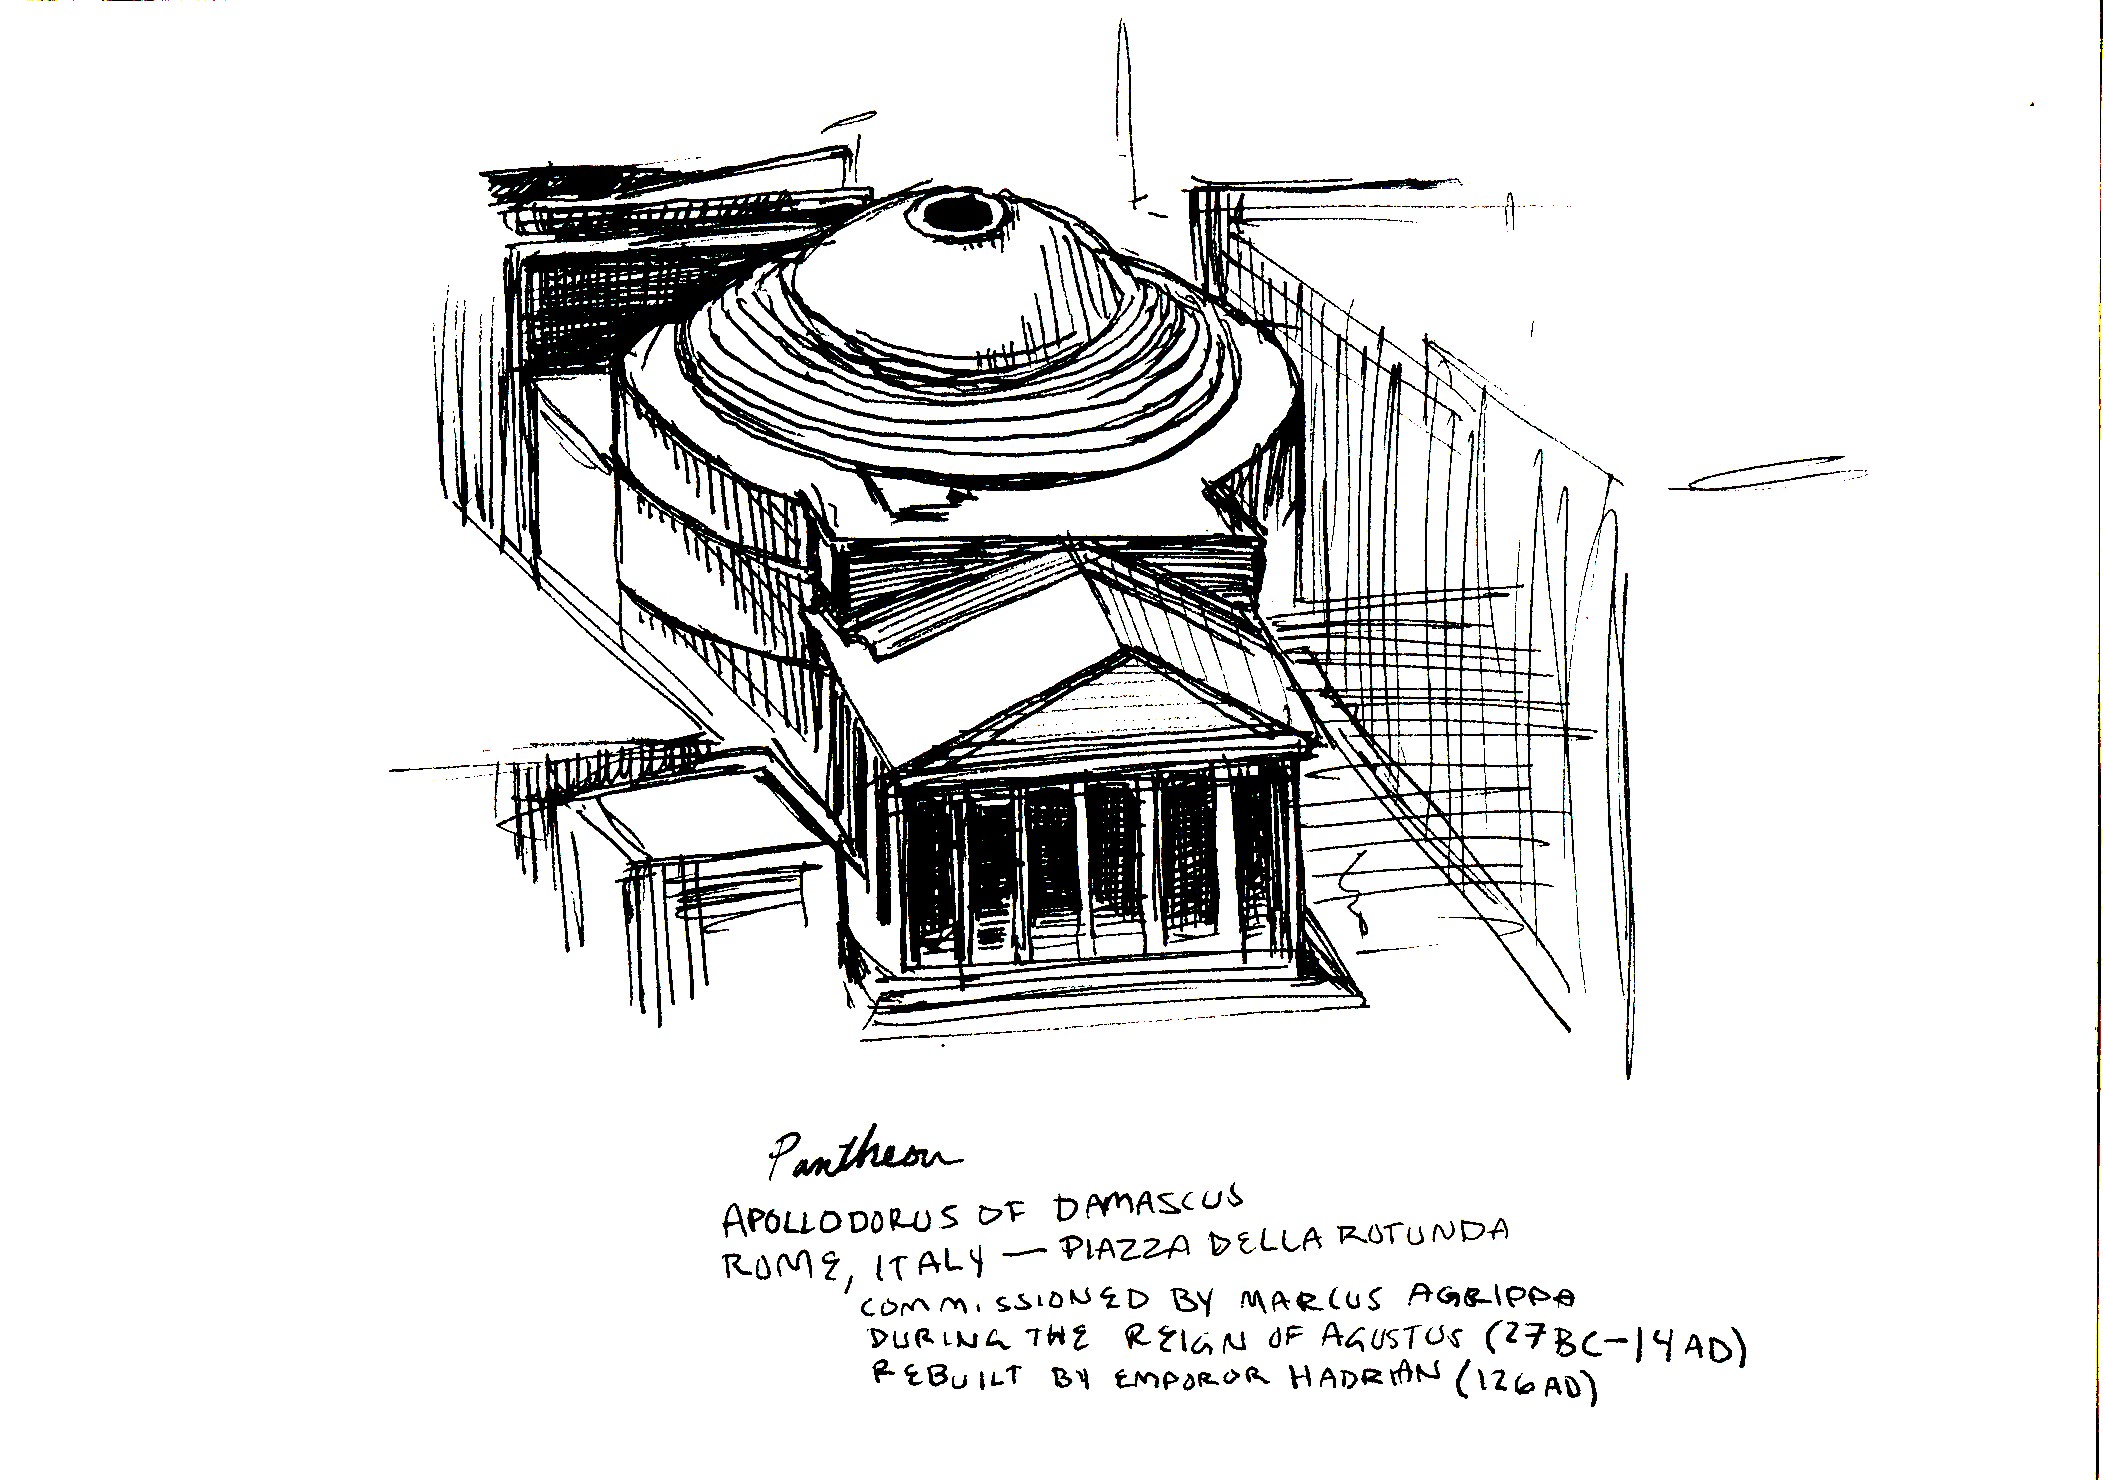 Pantheon
APOLLODORUS OF DAMASCUS
ROME, ITALY — PIAZZA DELLA ROTUNDA
COMMISSIONED BY MARCUS AGRIPPA
DURING THE REIGN OF AGUSTUS (27BC-14AD)
REBUILT BY EMPOROR HADRIAN (126AD)